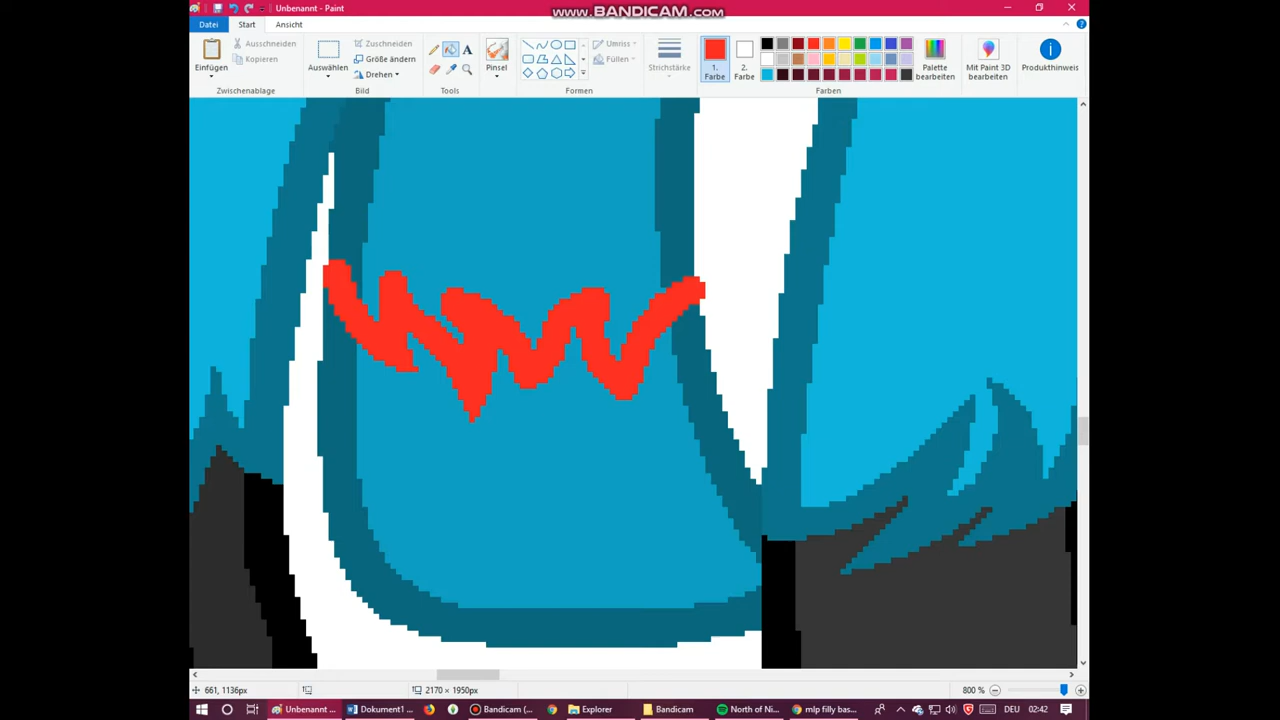 www.BANDICAM.com
Unbenannt - Paint
Datei Start Ansicht
Einfügen
Ausschneiden
Kopieren
Zwischenablage
Auswählen
Zuschneiden
Größe ändern
Drehen
Bild
Tools
A
Pinsel
Formen
Umriss
Füllen
Strichstärke
1. Farbe
2. Farbe
Farben
Palette bearbeiten
Mit Paint 3D bearbeiten
Produkthinweis
661, 1136px
2170 × 1950px
800 %
Unbenannt ...
Dokument1 ...
Bandicam (...
Explorer
Bandicam
North of Ni...
mlp filly bas...
DEU
02:42